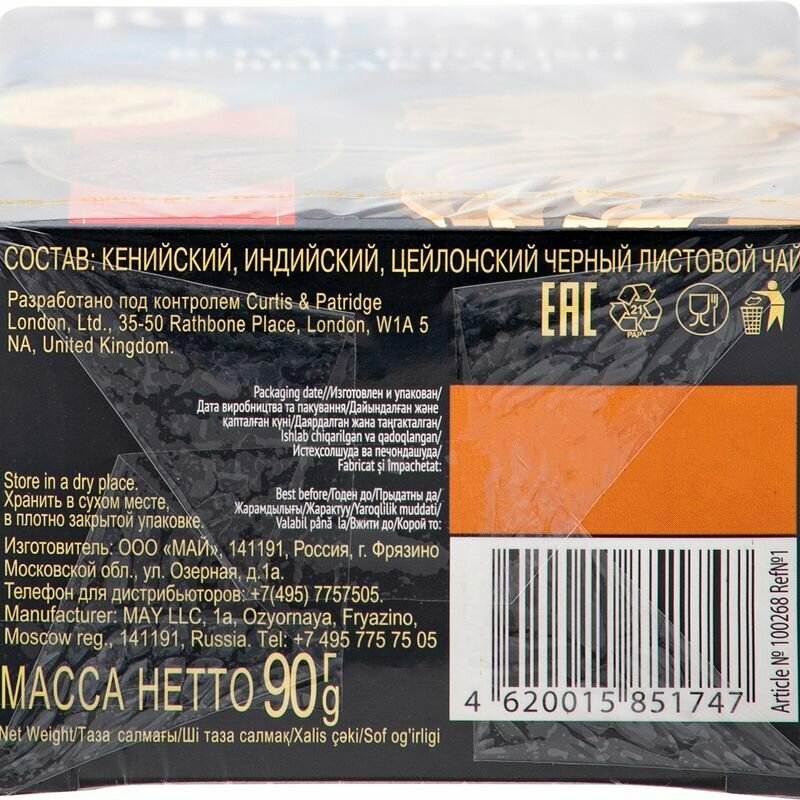 СОСТАВ: КЕНИЙСКИЙ, ИНДИЙСКИЙ, ЦЕЙЛОНСКИЙ ЧЕРНЫЙ ЛИСТОВОЙ ЧАЙ
Разработано под контролем Curtis & Patridge
London, Ltd., 35-50 Rathbone Place, London, W1A 5
NA, United Kingdom.
EAC
21
PAP
Packaging date//Изготовлен и упакован/
Дата виробництва та пакування/Дайындалған және
қапталған күні/Даярдалган жана таңгакталган/
Ishlab chiqarilgan va qadoqlangan/
Истеҳсолшуда ва печондашуда/
Fabricat şi împachetat:
Store in a dry place.
Хранить в сухом месте,
в плотно закрытой упаковке.
Best before/Годен до/Прыдатны да/
Жарамдылығы/Жарактуу/Yaroqlilik muddati/
Valabil până la/Вжити до/Корой то:
Изготовитель: ООО «МАЙ», 141191, Россия, г. Фрязино
Московской обл., ул. Озерная, д.1а.
Телефон для дистрибьюторов: +7(495) 7757505.
Manufacturer: MAY LLC, 1a, Ozyornaya, Fryazino,
Moscow reg., 141191, Russia. Tel: +7 495 775 75 05
МАССА НЕТТО 90 г
g
Net Weight/Таза салмағы/Ші таза салмақ/Xalis çəki/Sof og'irligi
4 620015 851747
Article № 100268 Ref№1